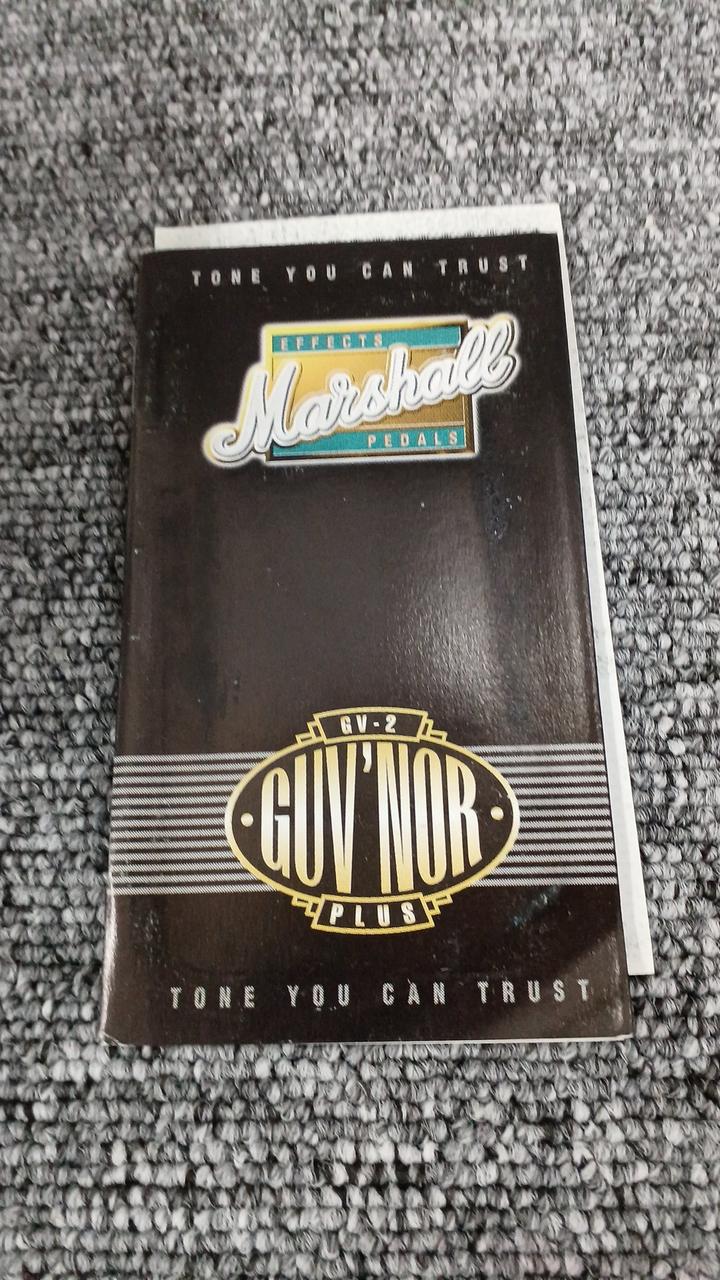 TONE YOU CAN TRUST
EFFECTS
Marshall
PEDALS
GV-2
GUV'NOR
PLUS
TONE YOU CAN TRUST